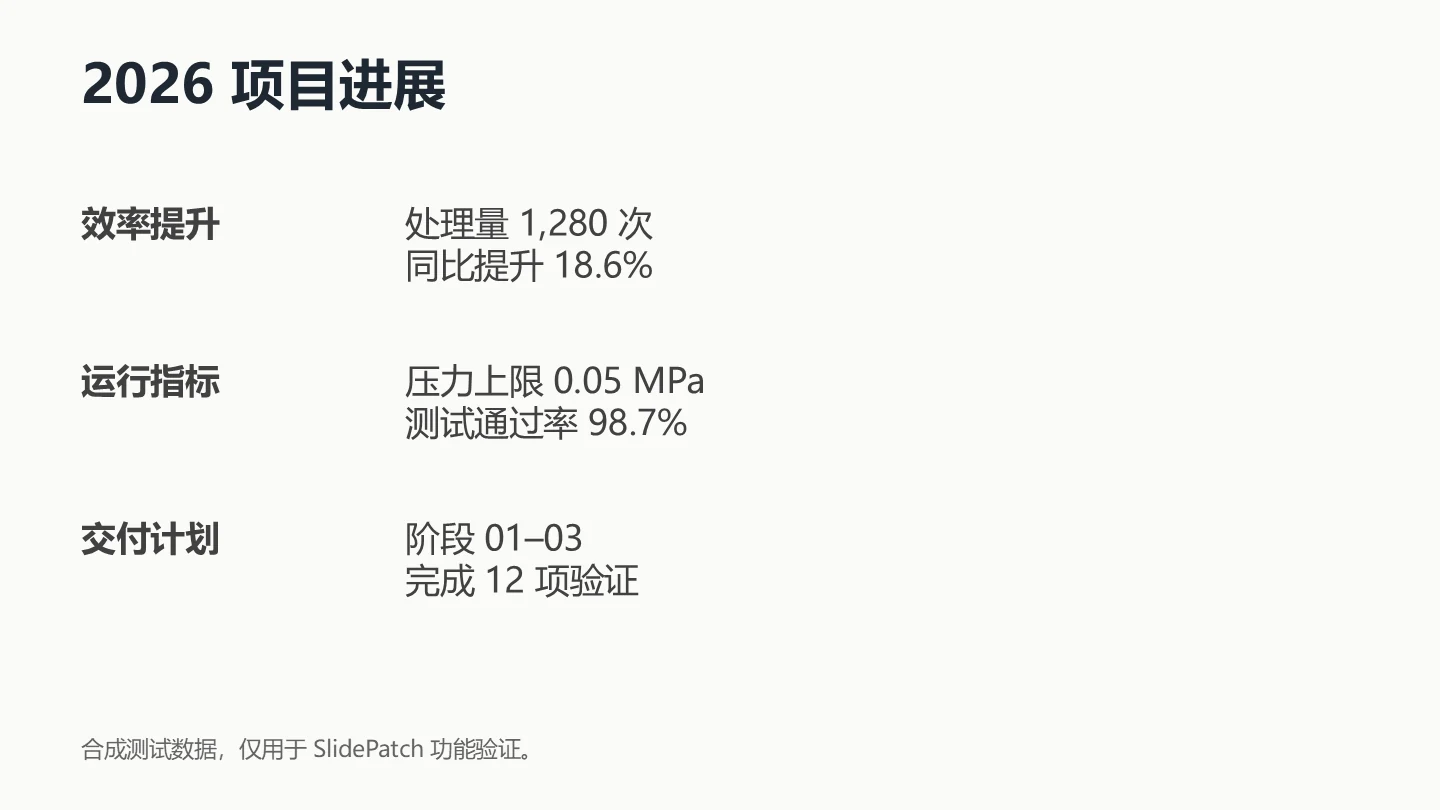 2026 项目进展
效率提升
处理量 1,280 次
同比提升 18.6%
运行指标
压力上限 0.05 MPa
测试通过率 98.7%
交付计划
阶段 01–03
完成 12 项验证
合成测试数据，仅用于 SlidePatch 功能验证。